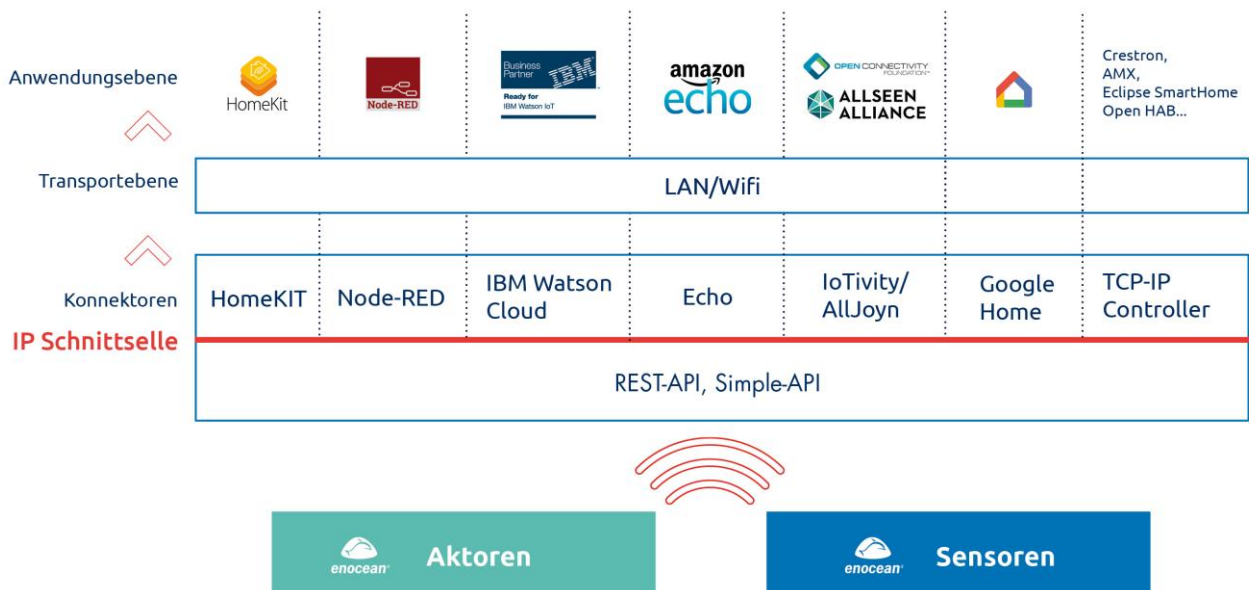 Anwendungsebene
HomeKit
Node-RED
Business
Partner
IBM
Ready for
IBM Watson IoT
amazon
echo
OPEN CONNECTIVITY
FOUNDATION™
ALLSEEN
ALLIANCE
Crestron,
AMX,
Eclipse SmartHome
Open HAB...
Transportebene
LAN/Wifi
Konnektoren
HomeKIT
Node-RED
IBM Watson
Cloud
Echo
IoTivity/
AllJoyn
Google
Home
TCP-IP
Controller
IP Schnittselle
REST-API, Simple-API
enocean®
Aktoren
enocean®
Sensoren